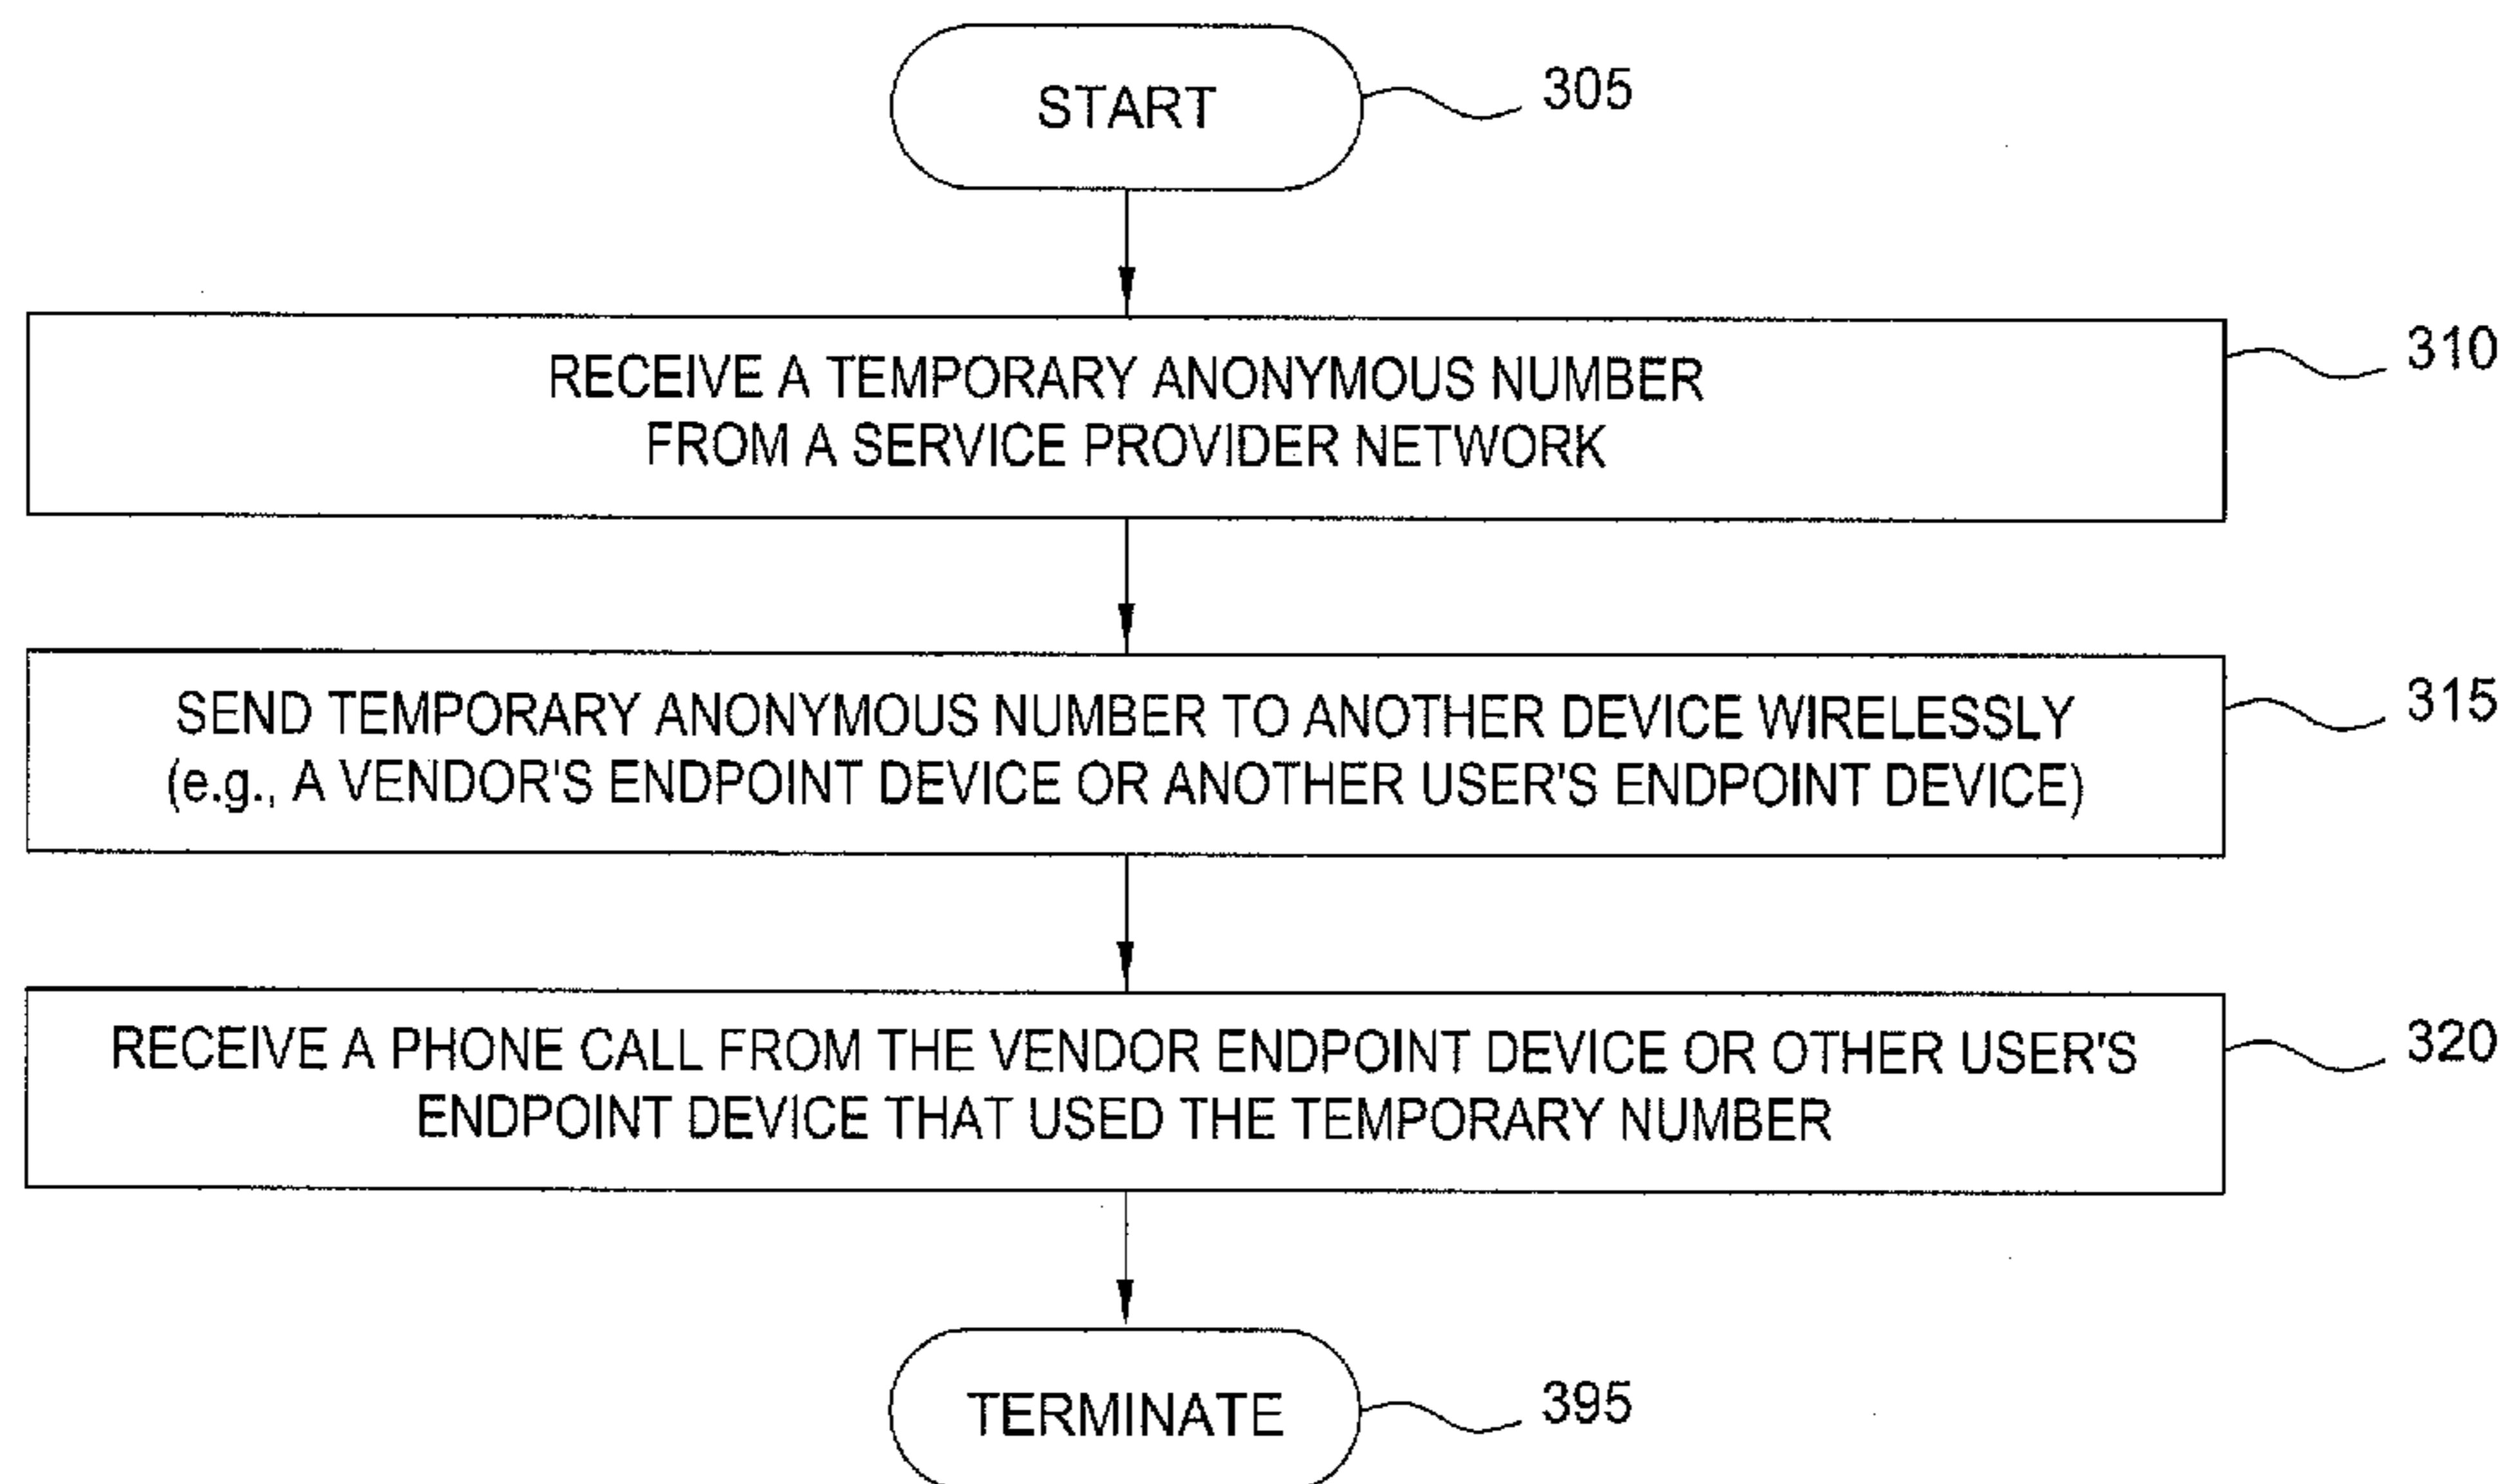 START
305
RECEIVE A TEMPORARY ANONYMOUS NUMBER
FROM A SERVICE PROVIDER NETWORK
310
SEND TEMPORARY ANONYMOUS NUMBER TO ANOTHER DEVICE WIRELESSLY
(e.g., A VENDOR'S ENDPOINT DEVICE OR ANOTHER USER'S ENDPOINT DEVICE)
315
RECEIVE A PHONE CALL FROM THE VENDOR ENDPOINT DEVICE OR OTHER USER'S
ENDPOINT DEVICE THAT USED THE TEMPORARY NUMBER
320
TERMINATE
395